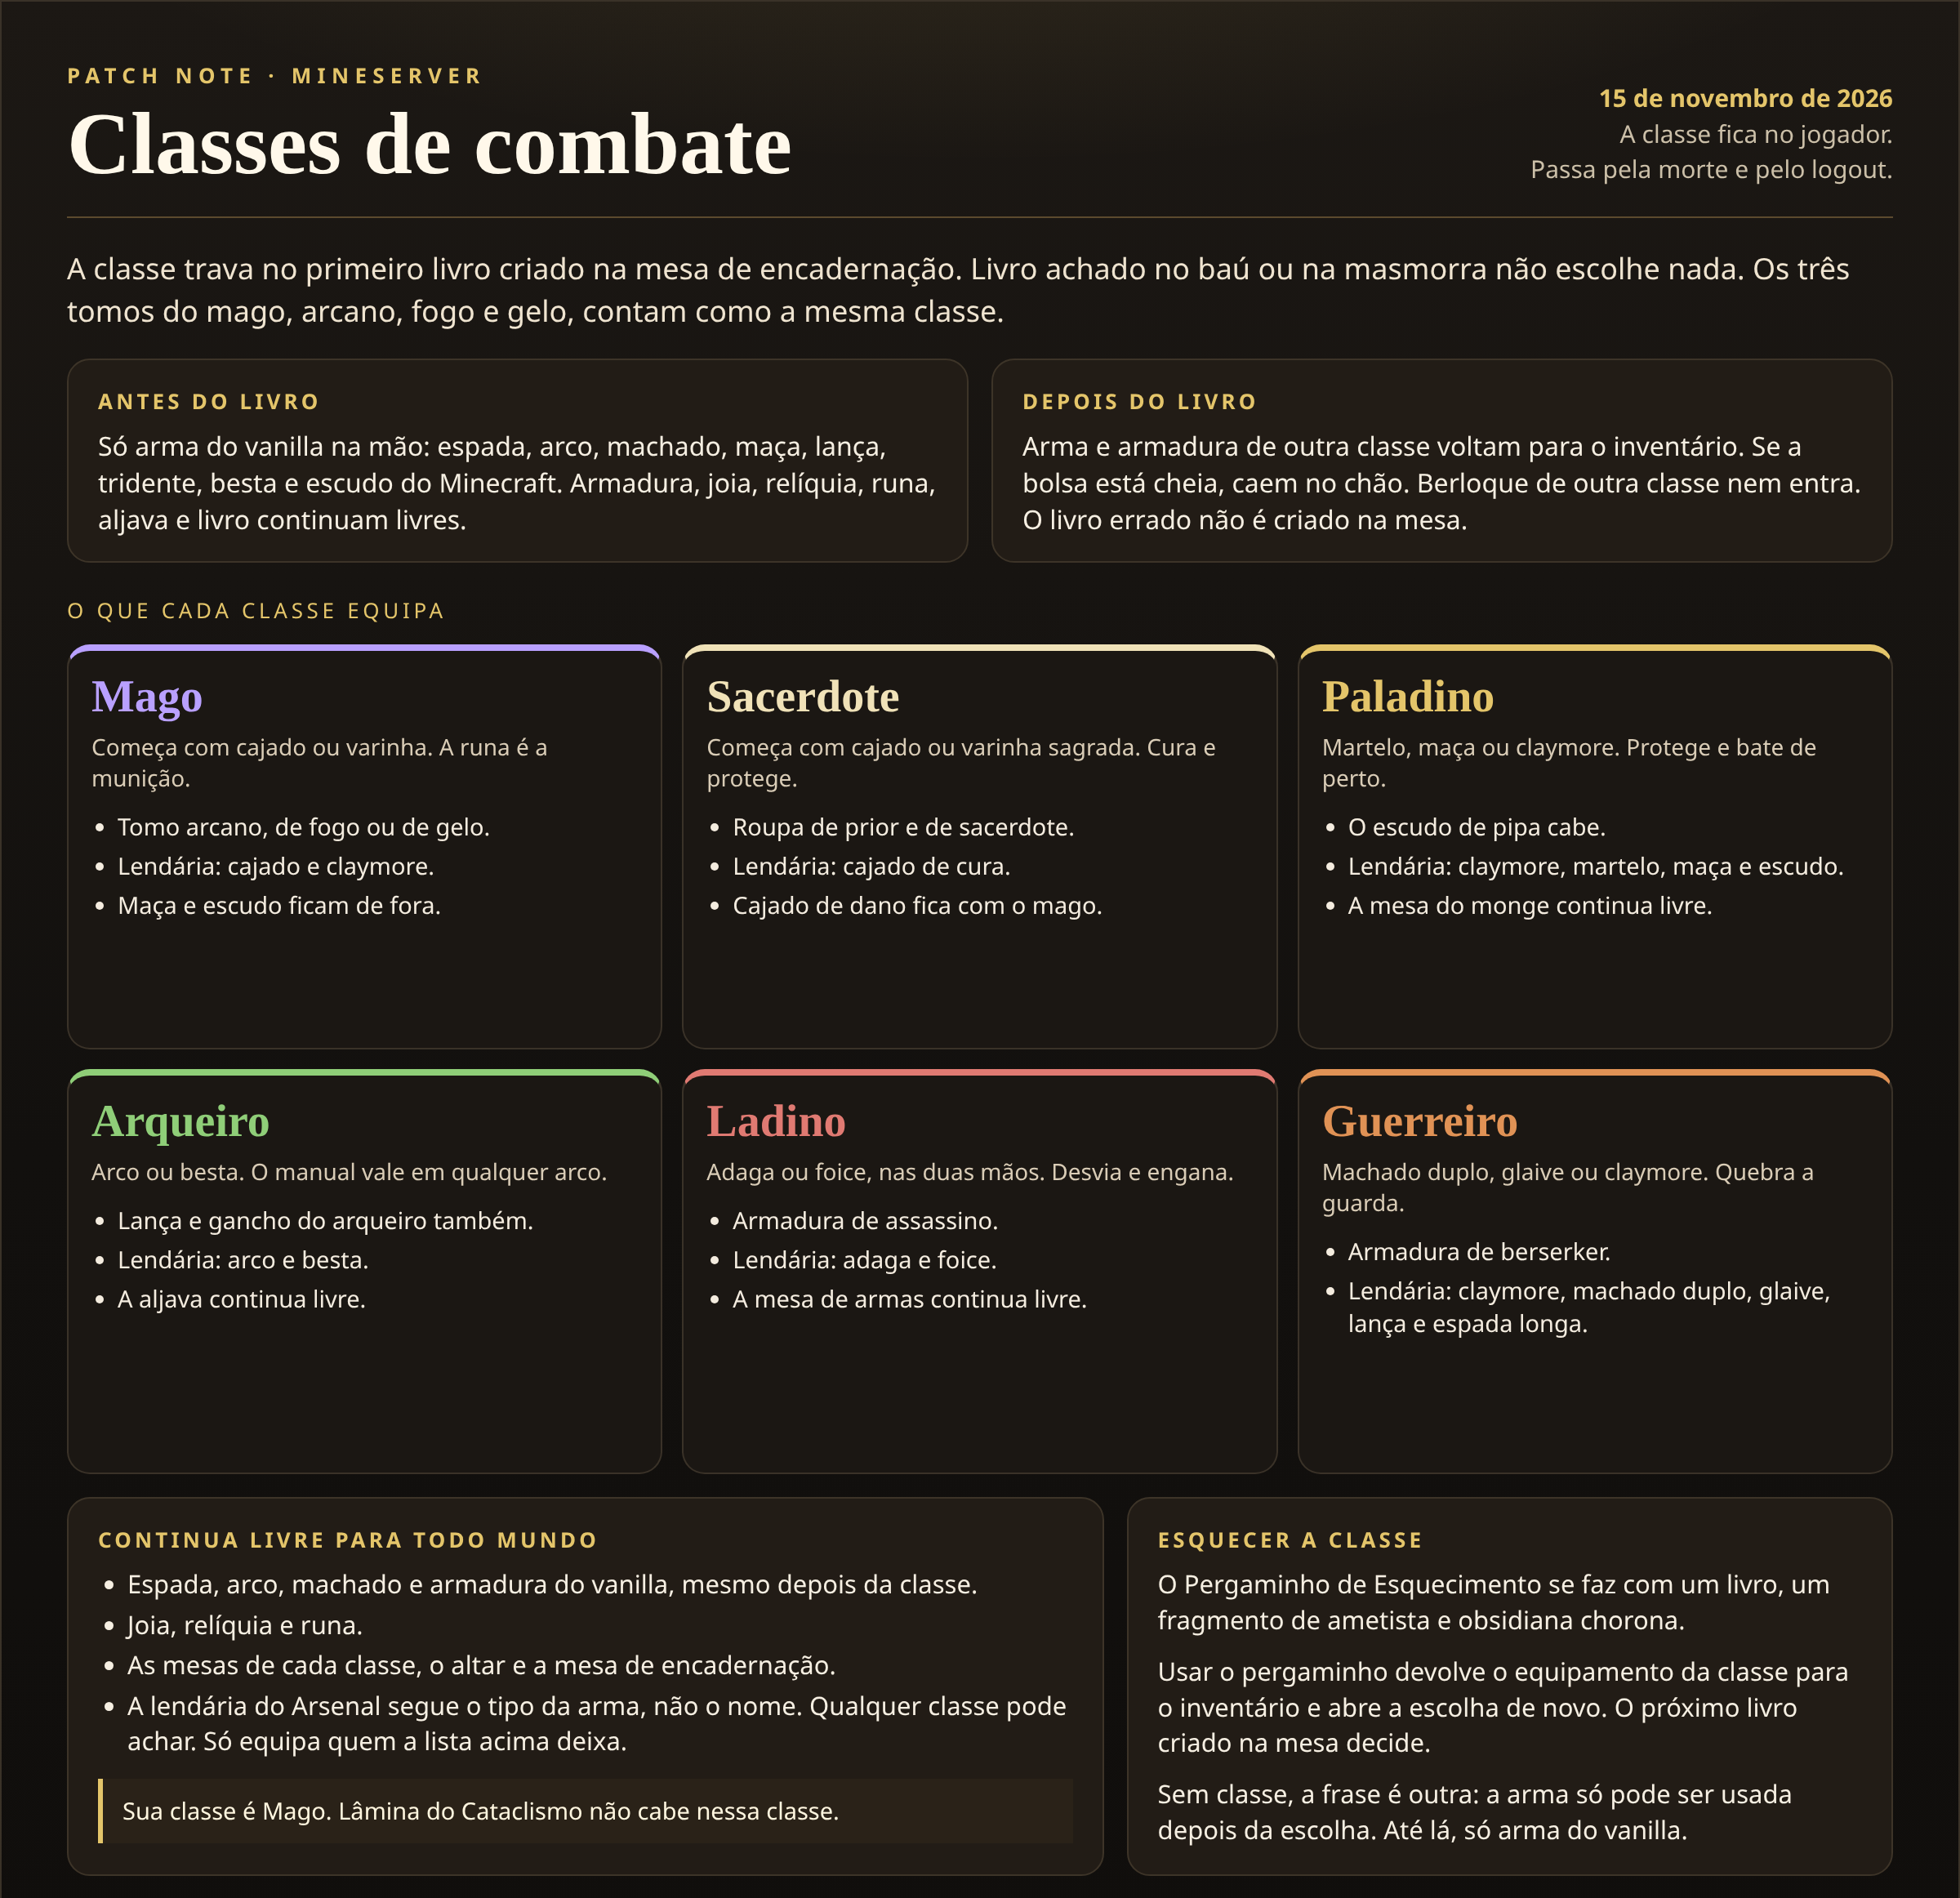 PATCH NOTE · MINESERVER
Classes de combate
15 de novembro de 2026
A classe fica no jogador.
Passa pela morte e pelo logout.
A classe trava no primeiro livro criado na mesa de encadernação. Livro achado no baú ou na masmorra não escolhe nada. Os três
tomos do mago, arcano, fogo e gelo, contam como a mesma classe.
ANTES DO LIVRO
Só arma do vanilla na mão: espada, arco, machado, maça, lança,
tridente, besta e escudo do Minecraft. Armadura, joia, relíquia, runa,
aljava e livro continuam livres.
DEPOIS DO LIVRO
Arma e armadura de outra classe voltam para o inventário. Se a
bolsa está cheia, caem no chão. Berloque de outra classe nem entra.
O livro errado não é criado na mesa.
O QUE CADA CLASSE EQUIPA
Mago
Começa com cajado ou varinha. A runa é a
munição.
• Tomo arcano, de fogo ou de gelo.
• Lendária: cajado e claymore.
• Maça e escudo ficam de fora.
Sacerdote
Começa com cajado ou varinha sagrada. Cura e
protege.
• Roupa de prior e de sacerdote.
• Lendária: cajado de cura.
• Cajado de dano fica com o mago.
Paladino
Martelo, maça ou claymore. Protege e bate de
perto.
• O escudo de pipa cabe.
• Lendária: claymore, martelo, maça e escudo.
• A mesa do monge continua livre.
Arqueiro
Arco ou besta. O manual vale em qualquer arco.
• Lança e gancho do arqueiro também.
• Lendária: arco e besta.
• A aljava continua livre.
Ladino
Adaga ou foice, nas duas mãos. Desvia e engana.
• Armadura de assassino.
• Lendária: adaga e foice.
• A mesa de armas continua livre.
Guerreiro
Machado duplo, glaive ou claymore. Quebra a
guarda.
• Armadura de berserker.
• Lendária: claymore, machado duplo, glaive,
lança e espada longa.
CONTINUA LIVRE PARA TODO MUNDO
• Espada, arco, machado e armadura do vanilla, mesmo depois da classe.
• Joia, relíquia e runa.
• As mesas de cada classe, o altar e a mesa de encadernação.
• A lendária do Arsenal segue o tipo da arma, não o nome. Qualquer classe pode
achar. Só equipa quem a lista acima deixa.
Sua classe é Mago. Lâmina do Cataclismo não cabe nessa classe.
ESQUECER A CLASSE
O Pergaminho de Esquecimento se faz com um livro, um
fragmento de ametista e obsidiana chorona.
Usar o pergaminho devolve o equipamento da classe para
o inventário e abre a escolha de novo. O próximo livro
criado na mesa decide.
Sem classe, a frase é outra: a arma só pode ser usada
depois da escolha. Até lá, só arma do vanilla.